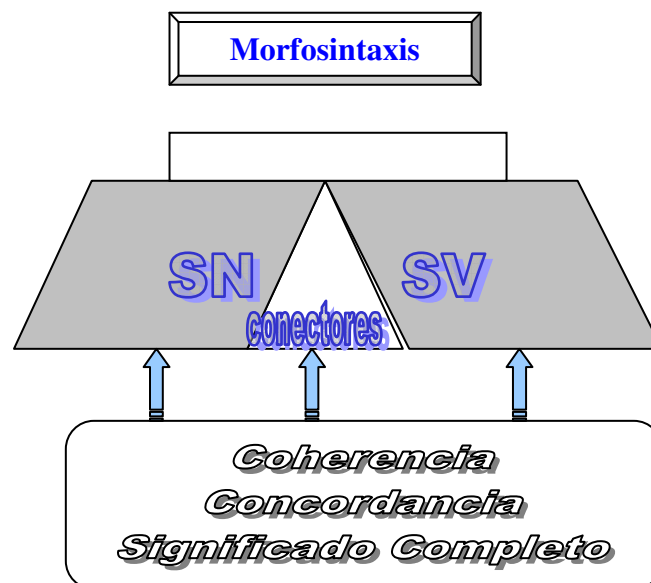 Morfosintaxis
SN SV
conectores
Coherencia
Concordancia
Significado Completo